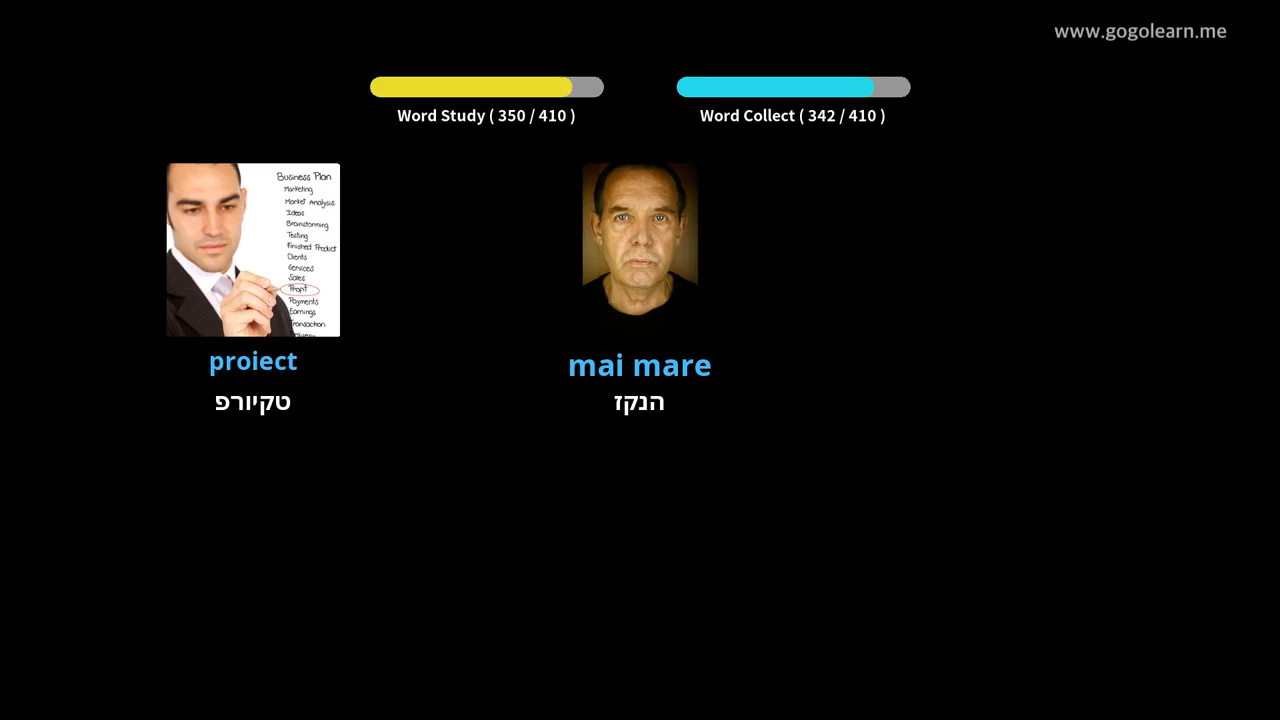 www.gogolearn.me
Word Study ( 350 / 410 )
Word Collect ( 342 / 410 )
Business Plan
Marketing
Market Analysis
Ideas
Brainstorming
Testing
Finished Product
Clients
Services
Sales
Profit
Payments
Earnings
Transaction
proiect
טקיורפ
mai mare
הנקז